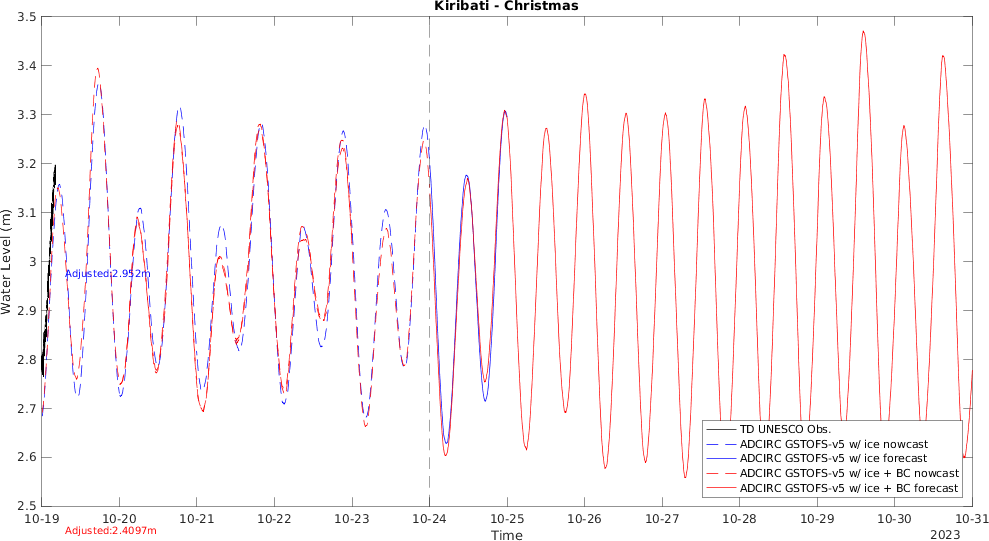 Kiribati - Christmas
3.5
3.4
3.3
3.2
3.1
3
2.9
2.8
2.7
2.6
2.5
Water Level (m)
Adjusted:2.952m
TD UNESCO Obs.
ADCIRC GSTOFS-v5 w/ ice nowcast
ADCIRC GSTOFS-v5 w/ ice forecast
ADCIRC GSTOFS-v5 w/ ice + BC nowcast
ADCIRC GSTOFS-v5 w/ ice + BC forecast
10-19 10-20 10-21 10-22 10-23 10-24 10-25 10-26 10-27 10-28 10-29 10-30 10-31
Adjusted:2.4097m
Time
2023